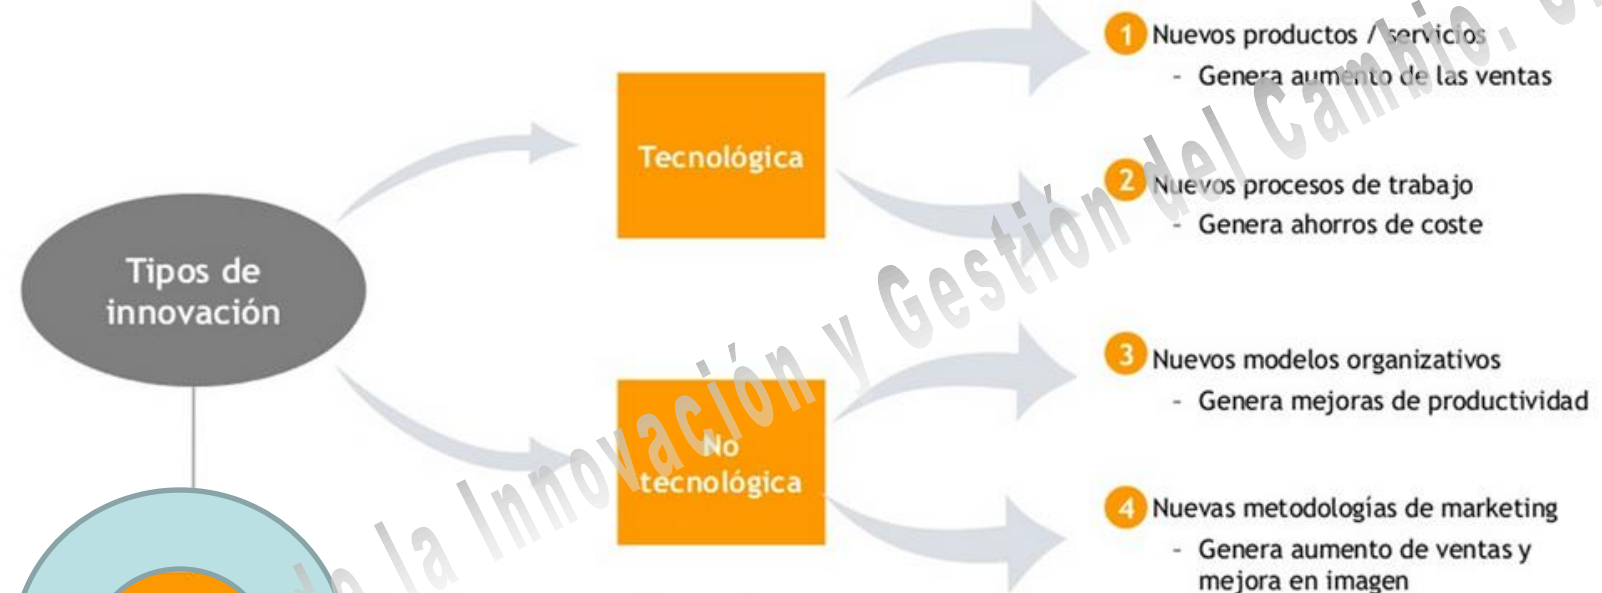 Tipos de
innovación
Tecnológica
1 Nuevos productos / servicios
- Genera aumento de las ventas
2 Nuevos procesos de trabajo
- Genera ahorros de coste
No
tecnológica
3 Nuevos modelos organizativos
- Genera mejoras de productividad
4 Nuevas metodologías de marketing
- Genera aumento de ventas y
mejora en imagen
de la Innovación y Gestión del Cambio.